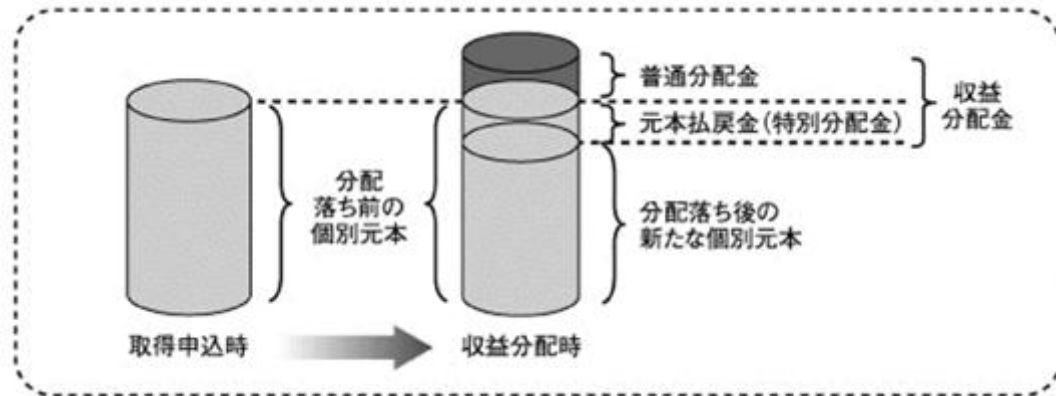 普通分配金
元本払戻金(特別分配金)
収益
分配金
分配
落ち前の
個別元本
分配落ち後の
新たな個別元本
取得申込時
収益分配時